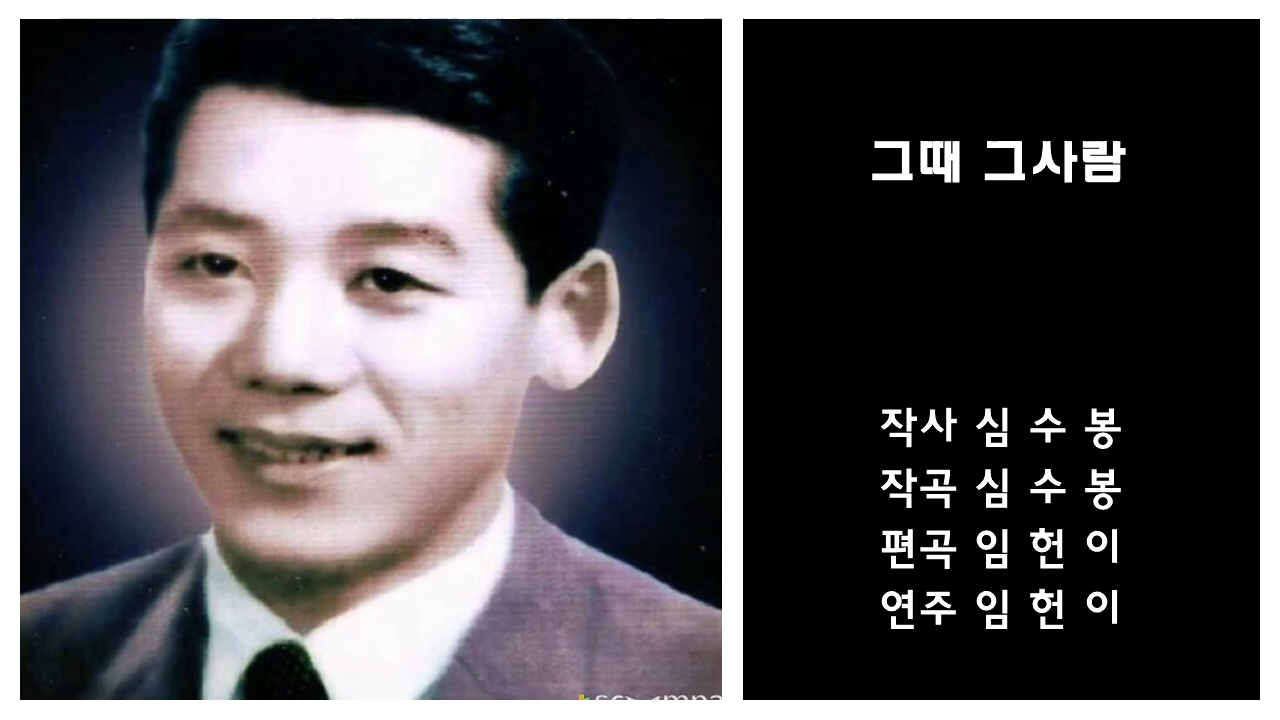 그때 그사람
작사 심 수 봉
작곡 심 수 봉
편곡 임 헌 이
연주 임 헌 이